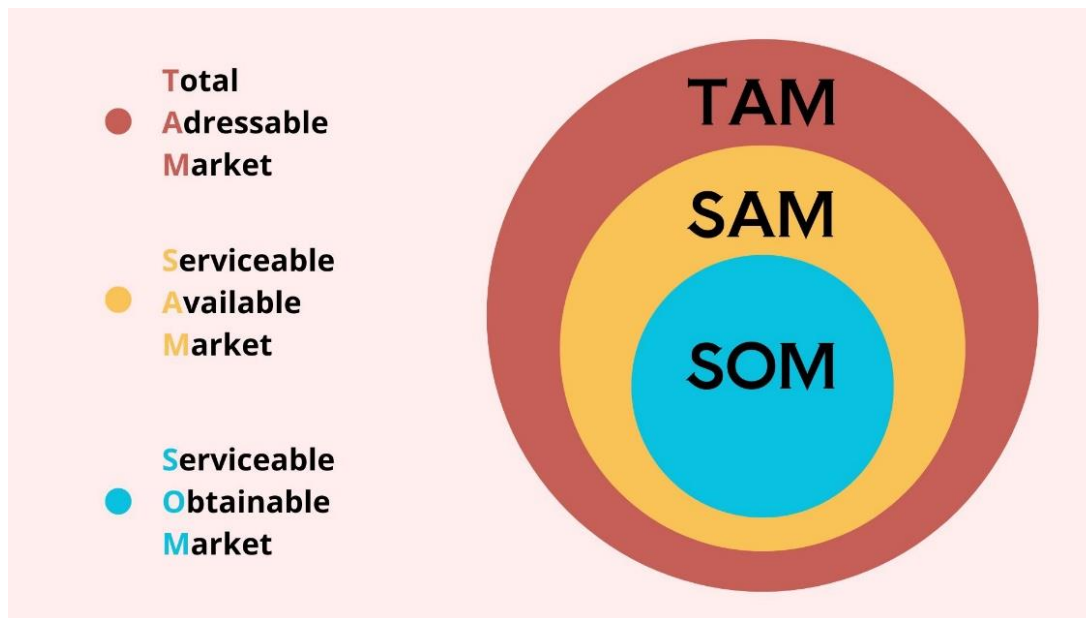 Total
Adressable
Market
Serviceable
Available
Market
Serviceable
Obtainable
Market
TAM
SAM
SOM